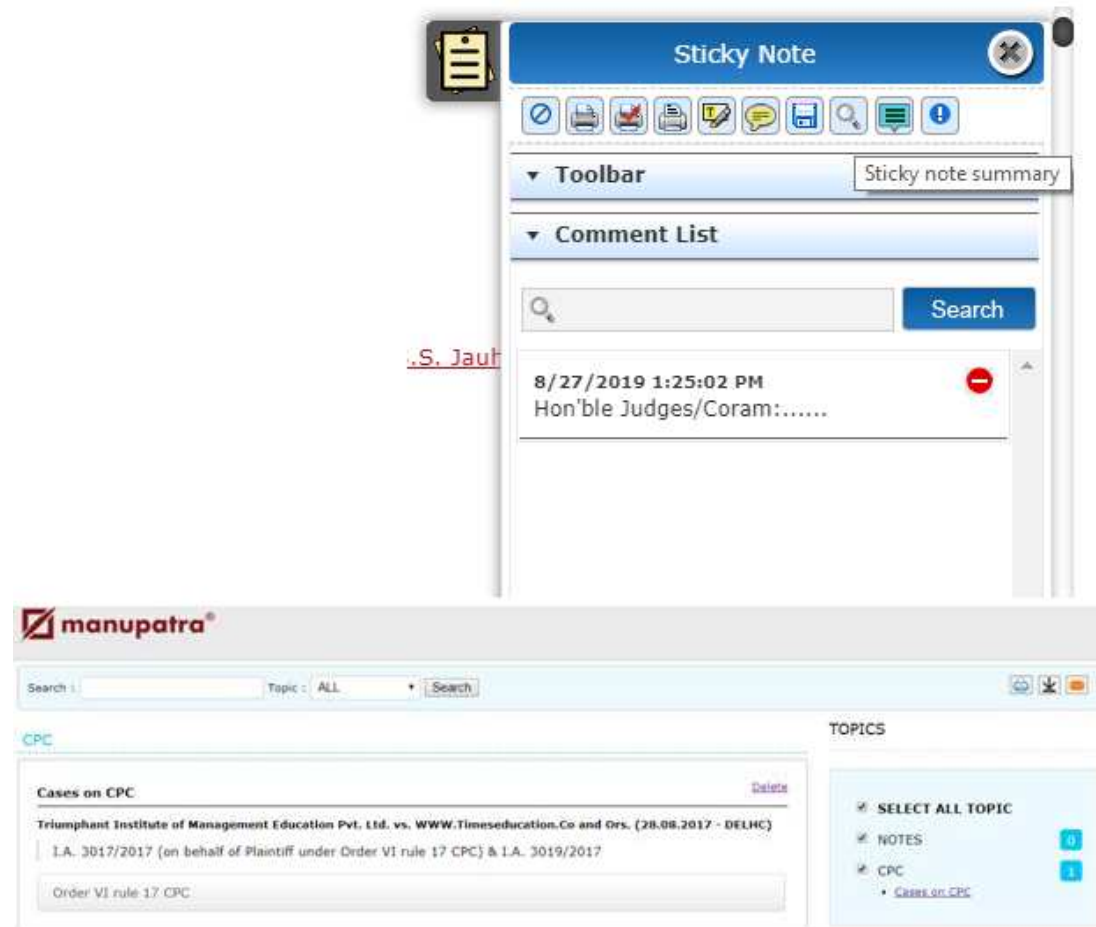 Sticky Note
Toolbar
Sticky note summary
Comment List
Search
.S. Jauh
8/27/2019 1:25:02 PM
Hon'ble Judges/Coram:......
manupatra®
Search : Topic : ALL Search
CPC
TOPICS
Cases on CPC Delete
Triumphant Institute of Management Education Pvt. Ltd. vs. WWW.Timeseducation.Co and Ors. (28.08.2017 - DELHC)
I.A. 3017/2017 (on behalf of Plaintiff under Order VI rule 17 CPC) & I.A. 3019/2017
Order VI rule 17 CPC
SELECT ALL TOPIC
NOTES 0
CPC 1
Cases on CPC